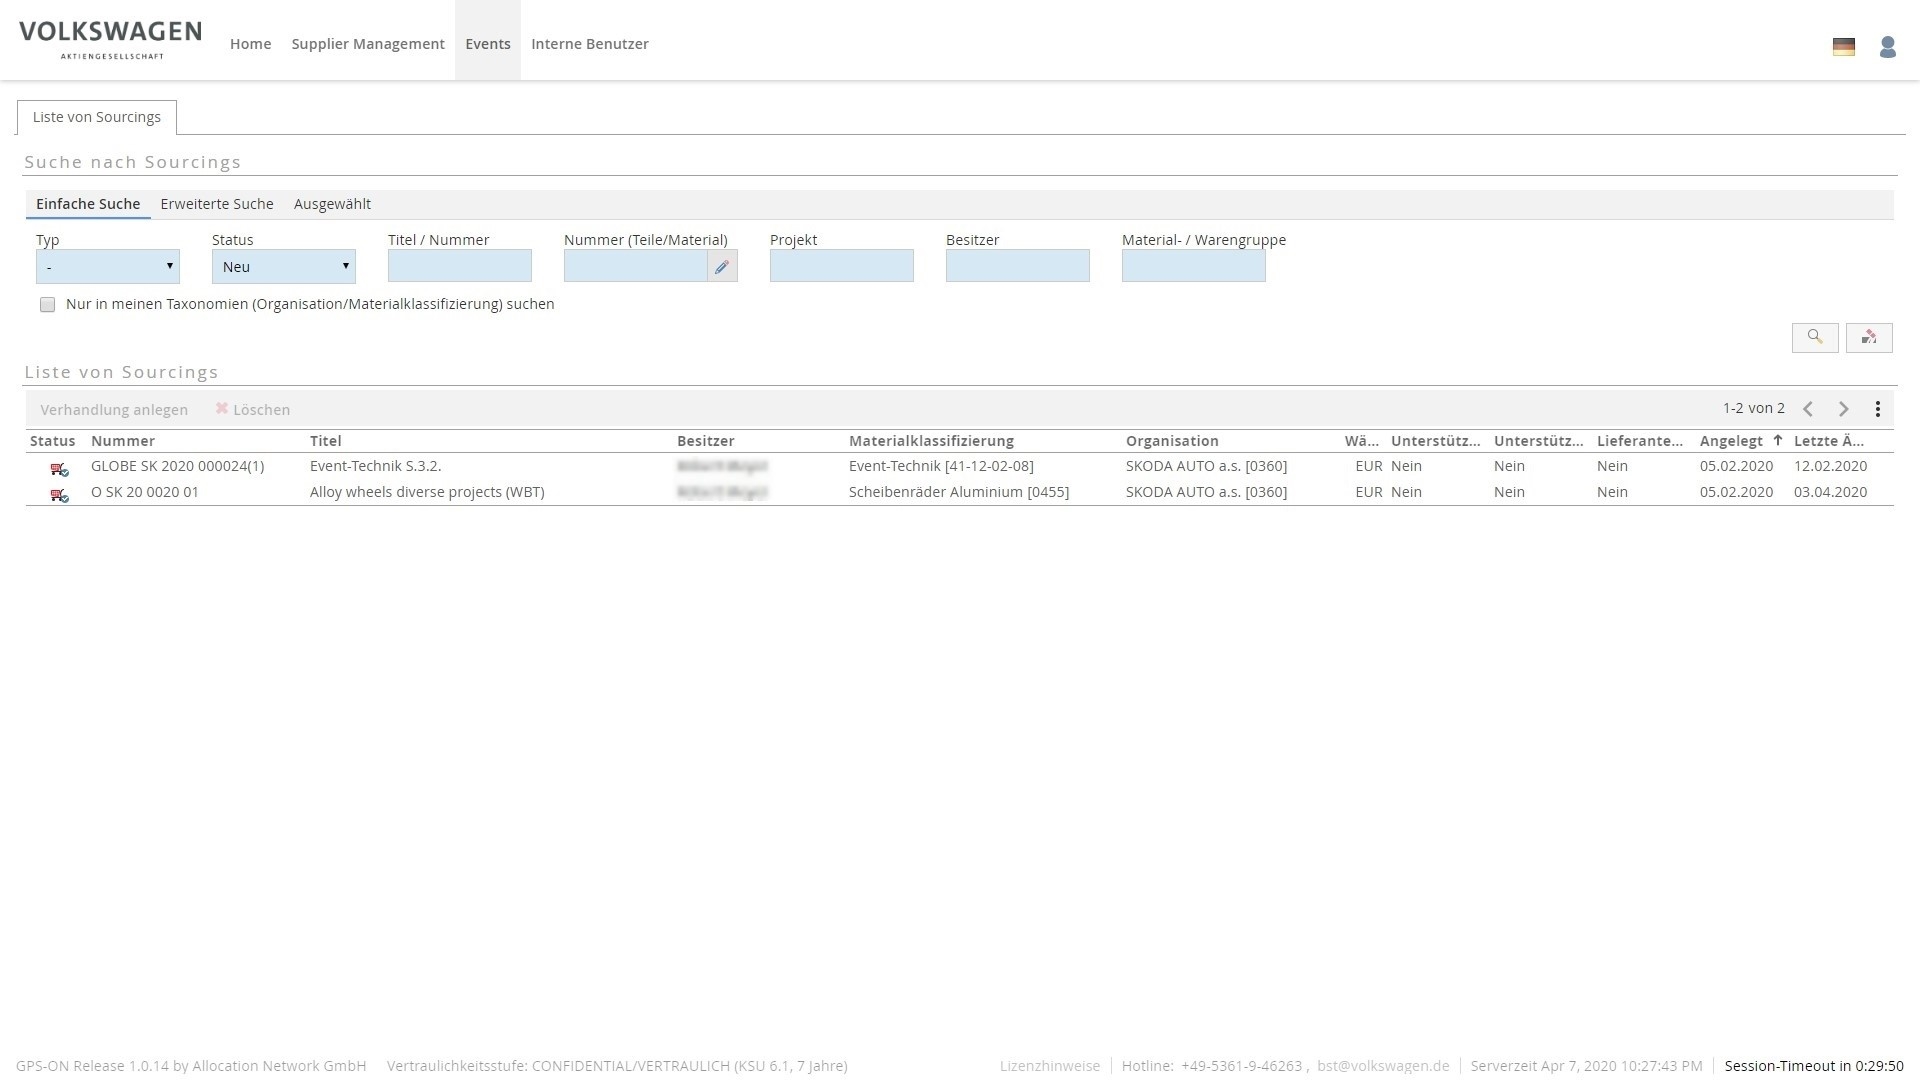 VOLKSWAGEN
AKTIENGESELLSCHAFT
Home Supplier Management Events Interne Benutzer
Liste von Sourcings
Suche nach Sourcings
Einfache Suche Erweiterte Suche Ausgewählt
Typ Status Titel / Nummer Nummer (Teile/Material) Projekt Besitzer Material- / Warengruppe
- Neu
Nur in meinen Taxonomien (Organisation/Materialklassifizierung) suchen
Liste von Sourcings
Verhandlung anlegen Löschen 1-2 von 2
Status Nummer Titel Besitzer Materialklassifizierung Organisation Wä... Unterstütz... Unterstütz... Lieferante... Angelegt Letzte Ä...
GLOBE SK 2020 000024(1) Event-Technik S.3.2. Event-Technik [41-12-02-08] SKODA AUTO a.s. [0360] EUR Nein Nein Nein 05.02.2020 12.02.2020
O SK 20 0020 01 Alloy wheels diverse projects (WBT) Scheibenräder Aluminium [0455] SKODA AUTO a.s. [0360] EUR Nein Nein Nein 05.02.2020 03.04.2020
GPS-ON Release 1.0.14 by Allocation Network GmbH Vertraulichkeitsstufe: CONFIDENTIAL/VERTRAULICH (KSU 6.1, 7 Jahre) Lizenzhinweise Hotline: +49-5361-9-46263 , bst@volkswagen.de Serverzeit Apr 7, 2020 10:27:43 PM Session-Timeout in 0:29:50